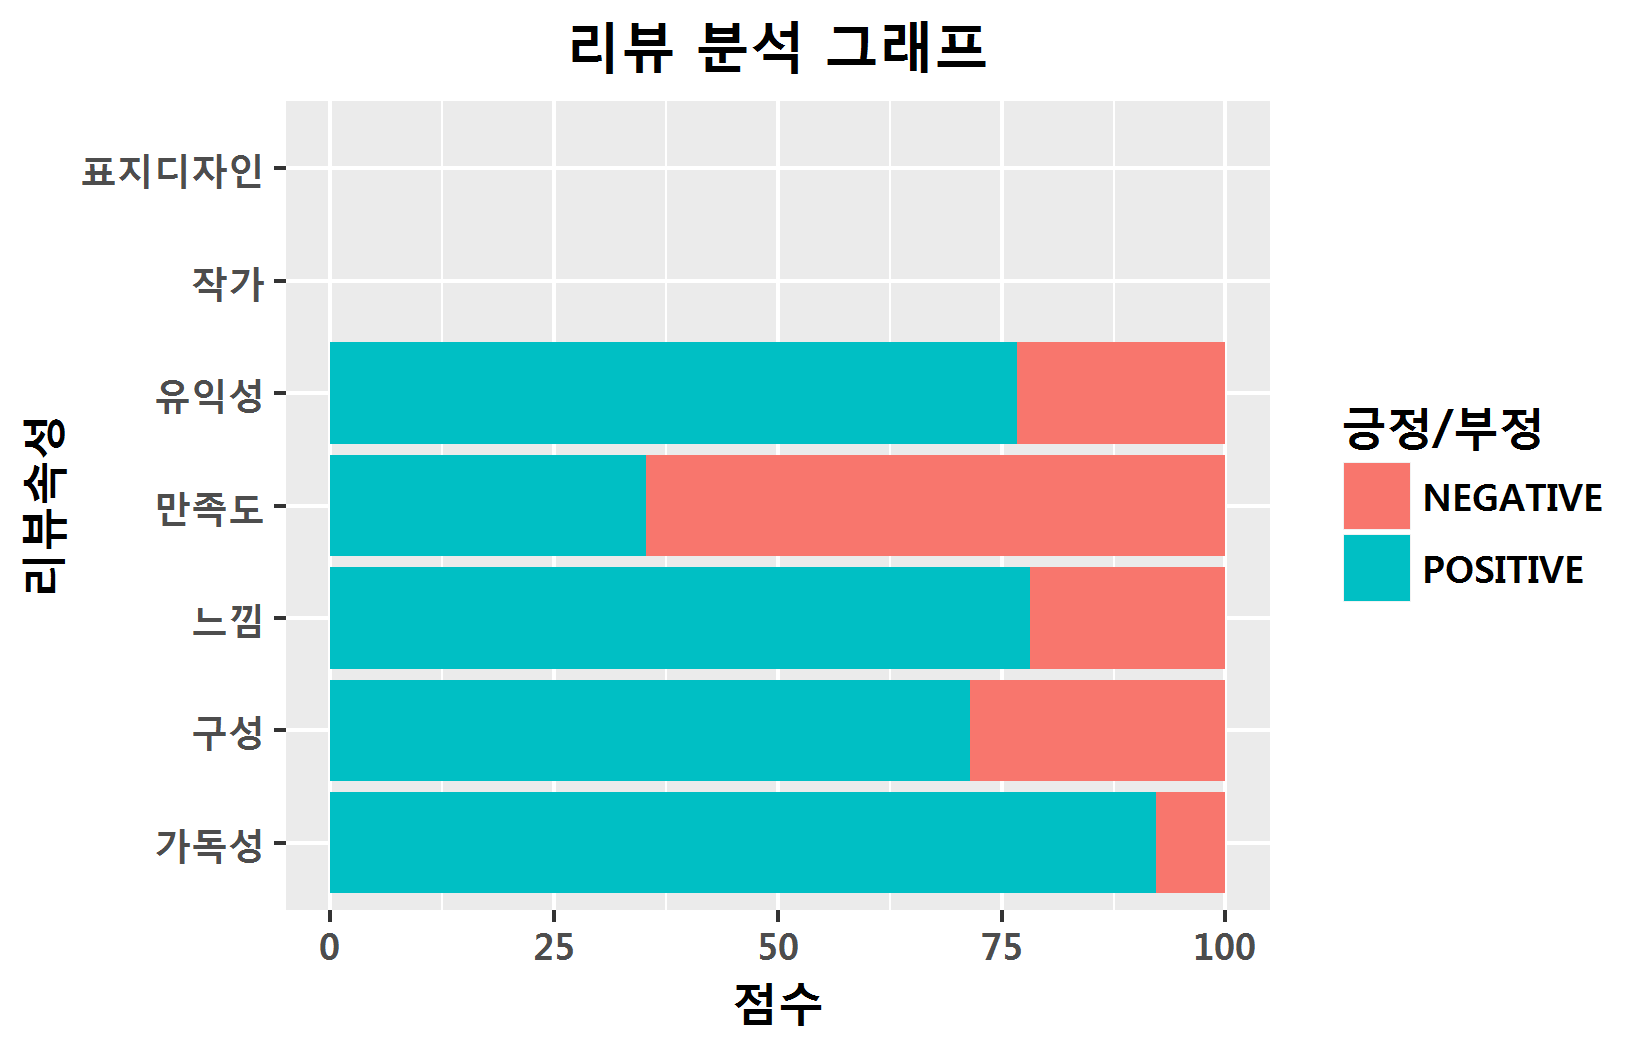 리뷰 분석 그래프
표지디자인
작가
유익성
만족도
느낌
구성
가독성
리뷰속성
0 25 50 75 100
점수
긍정/부정
NEGATIVE
POSITIVE